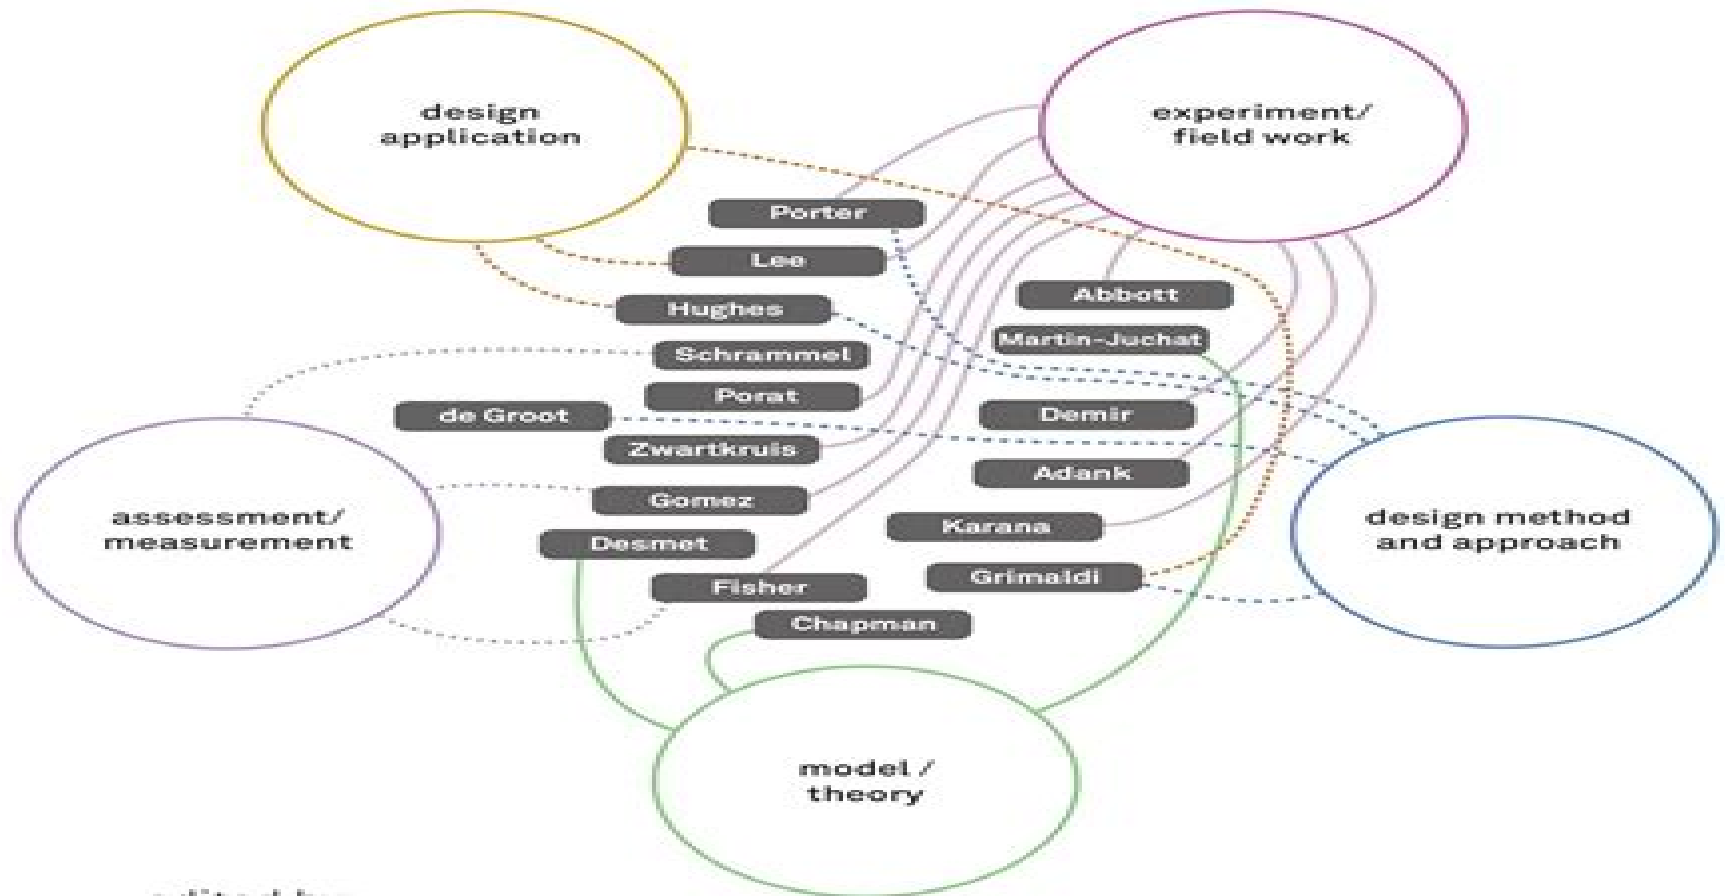 design
application
experiment/
field work
Porter
Lee
Abbott
Hughes
Martin-Juchat
Schrammel
Porat
de Groot
Demir
Zwartkruis
Adank
Gomez
Karana
assessment/
measurement
design method
and approach
Desmet
Grimaldi
Fisher
Chapman
model /
theory